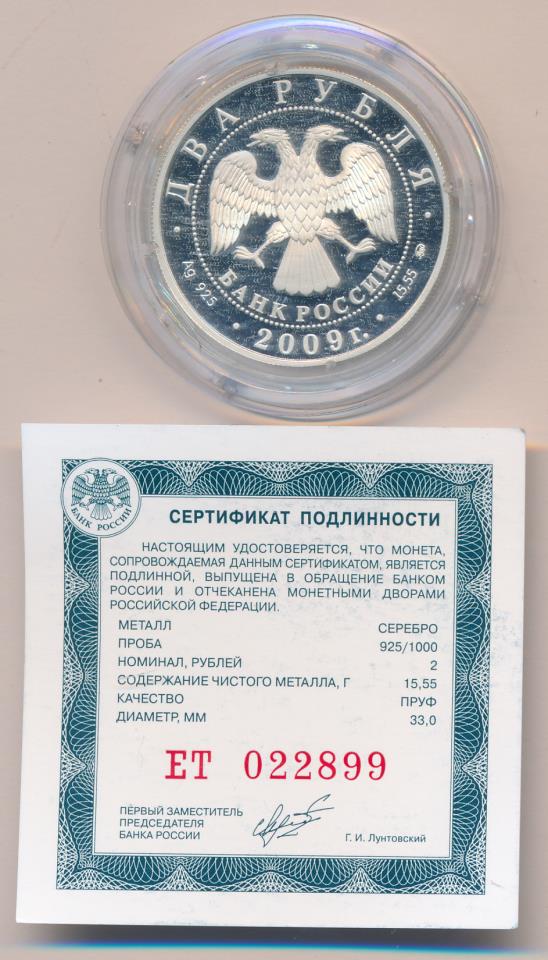 · ДВА РУБЛЯ ·
Ag 925
БАНК РОССИИ
15,55
· 2009г. ·
БАНК РОССИИ
СЕРТИФИКАТ ПОДЛИННОСТИ
НАСТОЯЩИМ УДОСТОВЕРЯЕТСЯ, ЧТО МОНЕТА,
СОПРОВОЖДАЕМАЯ ДАННЫМ СЕРТИФИКАТОМ, ЯВЛЯЕТСЯ
ПОДЛИННОЙ, ВЫПУЩЕНА В ОБРАЩЕНИЕ БАНКОМ
РОССИИ И ОТЧЕКАНЕНА МОНЕТНЫМИ ДВОРАМИ
РОССИЙСКОЙ ФЕДЕРАЦИИ.
МЕТАЛЛ СЕРЕБРО
ПРОБА 925/1000
НОМИНАЛ, РУБЛЕЙ 2
СОДЕРЖАНИЕ ЧИСТОГО МЕТАЛЛА, Г 15,55
КАЧЕСТВО ПРУФ
ДИАМЕТР, ММ 33,0
ЕТ 022899
ПЕРВЫЙ ЗАМЕСТИТЕЛЬ
ПРЕДСЕДАТЕЛЯ
БАНКА РОССИИ
Г. И. Лунтовский